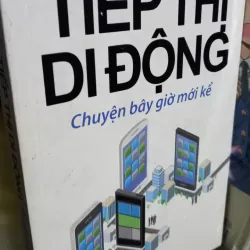 TIẾP THỊ
DI ĐỘNG
Chuyện bây giờ mới kể